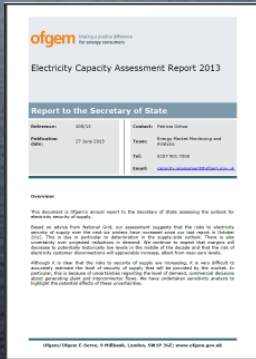 ofgem Making a positive difference
for energy consumers
Electricity Capacity Assessment Report 2013
Report to the Secretary of State
Reference: 105/13 Contact: Patricia Ochoa
Publication date: 27 June 2013 Team: Energy Market Monitoring and Analysis
Tel: 0207 901 7000
Email: capacity.assessment@ofgem.gov.uk
Overview:
This document is Ofgem's annual report to the Secretary of State assessing the outlook for
electricity security of supply.
Based on advice from National Grid, our assessment suggests that the risks to electricity
security of supply over the next six winters have increased since our last report in October
2012. This is due in particular to deterioration in the supply-side outlook. There is also
uncertainty over projected reductions in demand. We continue to expect that margins will
decrease to potentially historically low levels in the middle of the decade and that the risk of
electricity customer disconnections will appreciably increase, albeit from near-zero levels.
Although it is clear that the risks to security of supply are increasing, it is very difficult to
accurately estimate the level of security of supply that will be provided by the market. In
particular, this is because of uncertainties regarding the level of demand, commercial decisions
about generating plant and interconnector flows. We have undertaken sensitivity analysis to
highlight the potential effects of these uncertainties.
Ofgem/Ofgem E-Serve, 9 Millbank, London, SW1P 3GE; www.ofgem.gov.uk